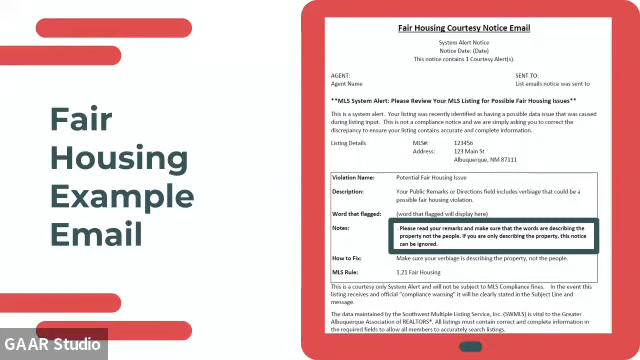 Fair
Housing
Example
Email
GAAR Studio
Fair Housing Courtesy Notice Email
System Alert Notice
Notice Date: (Date)
This notice contains 1 Courtesy Alert(s)
AGENT:
Agent Name
SENT TO:
List emails notice was sent to
**MLS System Alert: Please Review Your MLS Listing for Possible Fair Housing Issues**
This is a system alert. Your listing was recently identified as having a possible data issue that was caused
during listing input. This is not a compliance notice and we are simply asking you to correct the
discrepancy to ensure your listing contains accurate and complete information.
Listing Details MLS#: 123456
Address: 123 Main St
Albuquerque, NM 87111
Violation Name: Potential Fair Housing Issue
Description: Your Public Remarks or Directions field includes verbiage that could be a
possible fair housing violation.
Word that flagged: (word that flagged will display here)
Notes: Please read your remarks and make sure that the words are describing the
property not the people. If you are only describing the property, this notice
can be ignored.
How to Fix: Make sure your verbiage is describing the property, not the people.
MLS Rule: 1.21 Fair Housing
This is a courtesy only System Alert and will not be subject to MLS Compliance fines. In the event this
listing receives and official "compliance warning" it will be clearly stated in the Subject Line and
message.
The data maintained by the Southwest Multiple Listing Service, Inc. (SWMLS) is vital to the Greater
Albuquerque Association of REALTORS®. All listings must contain correct and complete information in
the required fields to allow all members to accurately search listings.